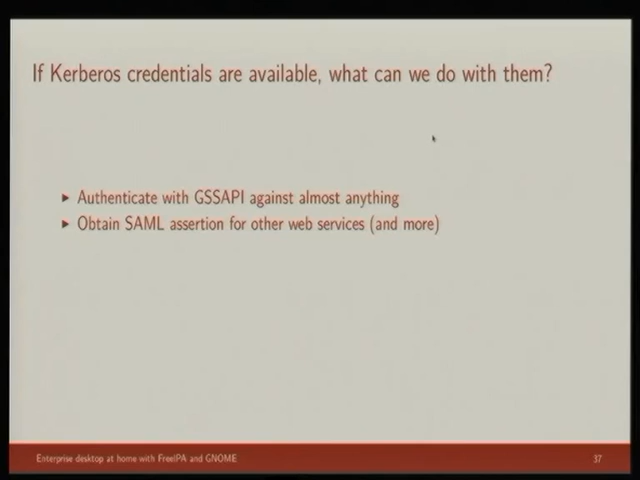 If Kerberos credentials are available, what can we do with them?
Authenticate with GSSAPI against almost anything
Obtain SAML assertion for other web services (and more)
Enterprise desktop at home with FreeIPA and GNOME
37